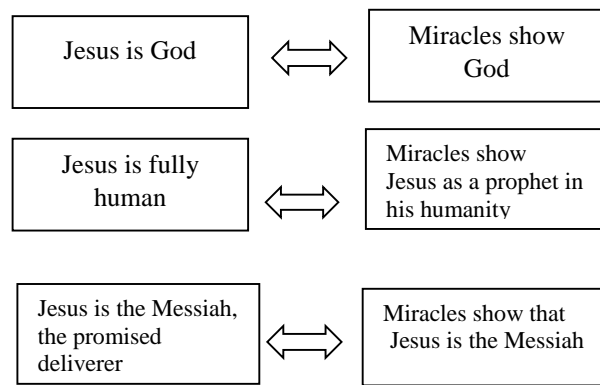 Jesus is God
Miracles show
God
Jesus is fully
human
Miracles show
Jesus as a prophet in
his humanity
Jesus is the Messiah,
the promised
deliverer
Miracles show that
Jesus is the Messiah